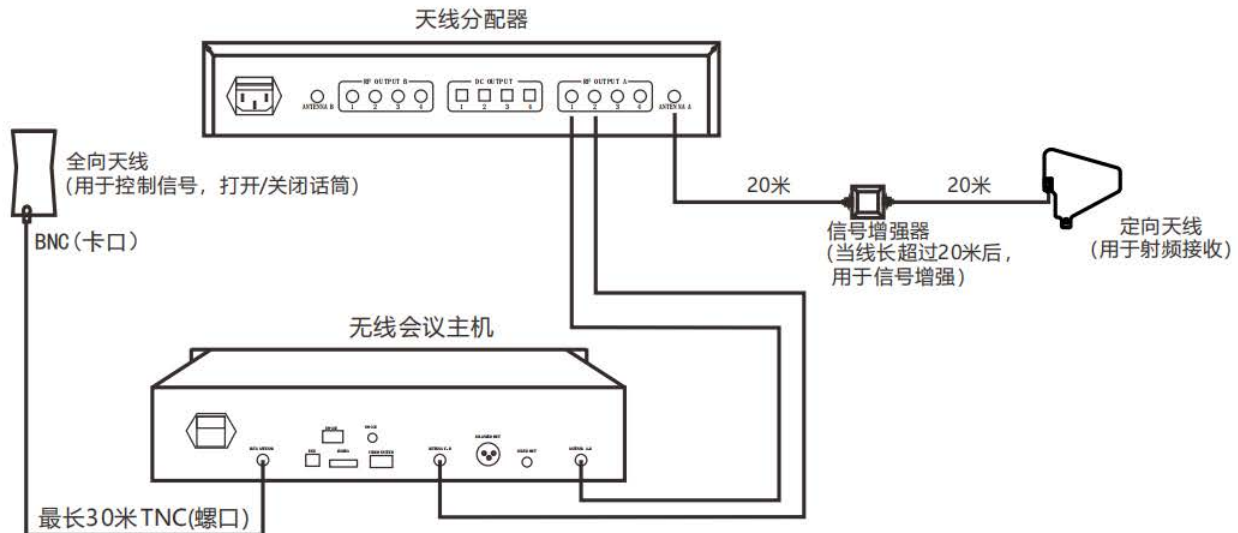 天线分配器
RF OUTPUT B
DC OUTPUT
RF OUTPUT A
ANTENNA B
1 2 3 4
1 2 3 4
1 2 3 4
ANTENNA A
全向天线
(用于控制信号，打开/关闭话筒)
BNC(卡口)
20米
20米
信号增强器
(当线长超过20米后，
用于信号增强)
定向天线
(用于射频接收)
无线会议主机
最长30米TNC(螺口)